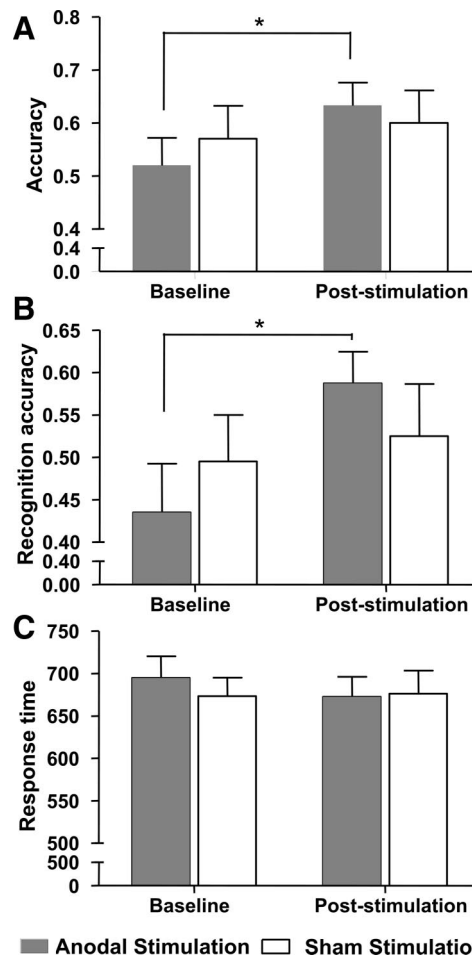 A
Accuracy
0.8
0.7
0.6
0.5
0.4
0.4
0.0
*
Baseline Post-stimulation
B
Recognition accuracy
0.65
0.60
0.55
0.50
0.45
0.40
0.40
0.00
*
Baseline Post-stimulation
C
Response time
750
700
650
600
550
500
500
0
Baseline Post-stimulation
Anodal Stimulation Sham Stimulatio